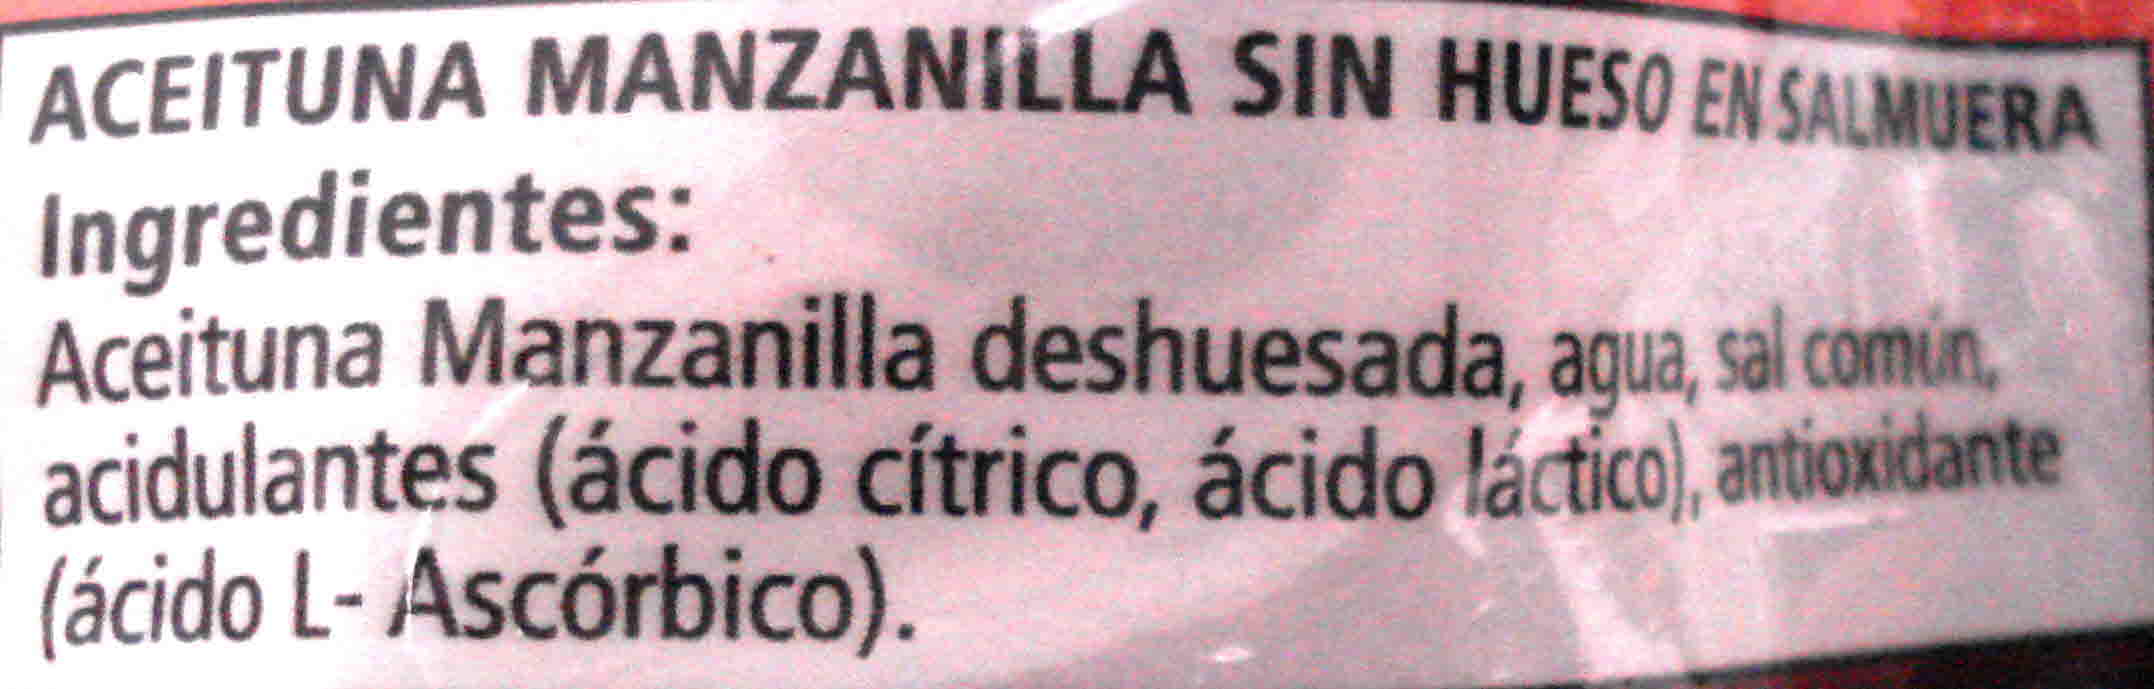 ACEITUNA MANZANILLA SIN HUESO EN SALMUERA
Ingredientes:
Aceituna Manzanilla deshuesada, agua, sal común,
acidulantes (ácido cítrico, ácido láctico), antioxidante
(ácido L- Ascórbico).